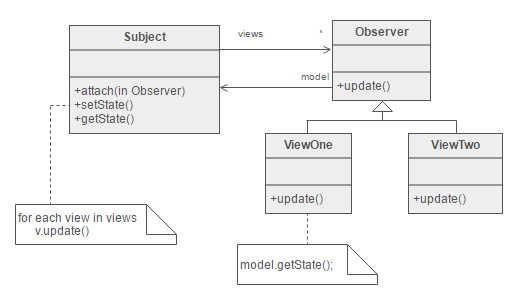 Subject
views
*
Observer
model
+attach(in Observer)
+setState()
+getState()
+update()
ViewOne
ViewTwo
+update()
+update()
for each view in views
v.update()
model.getState();